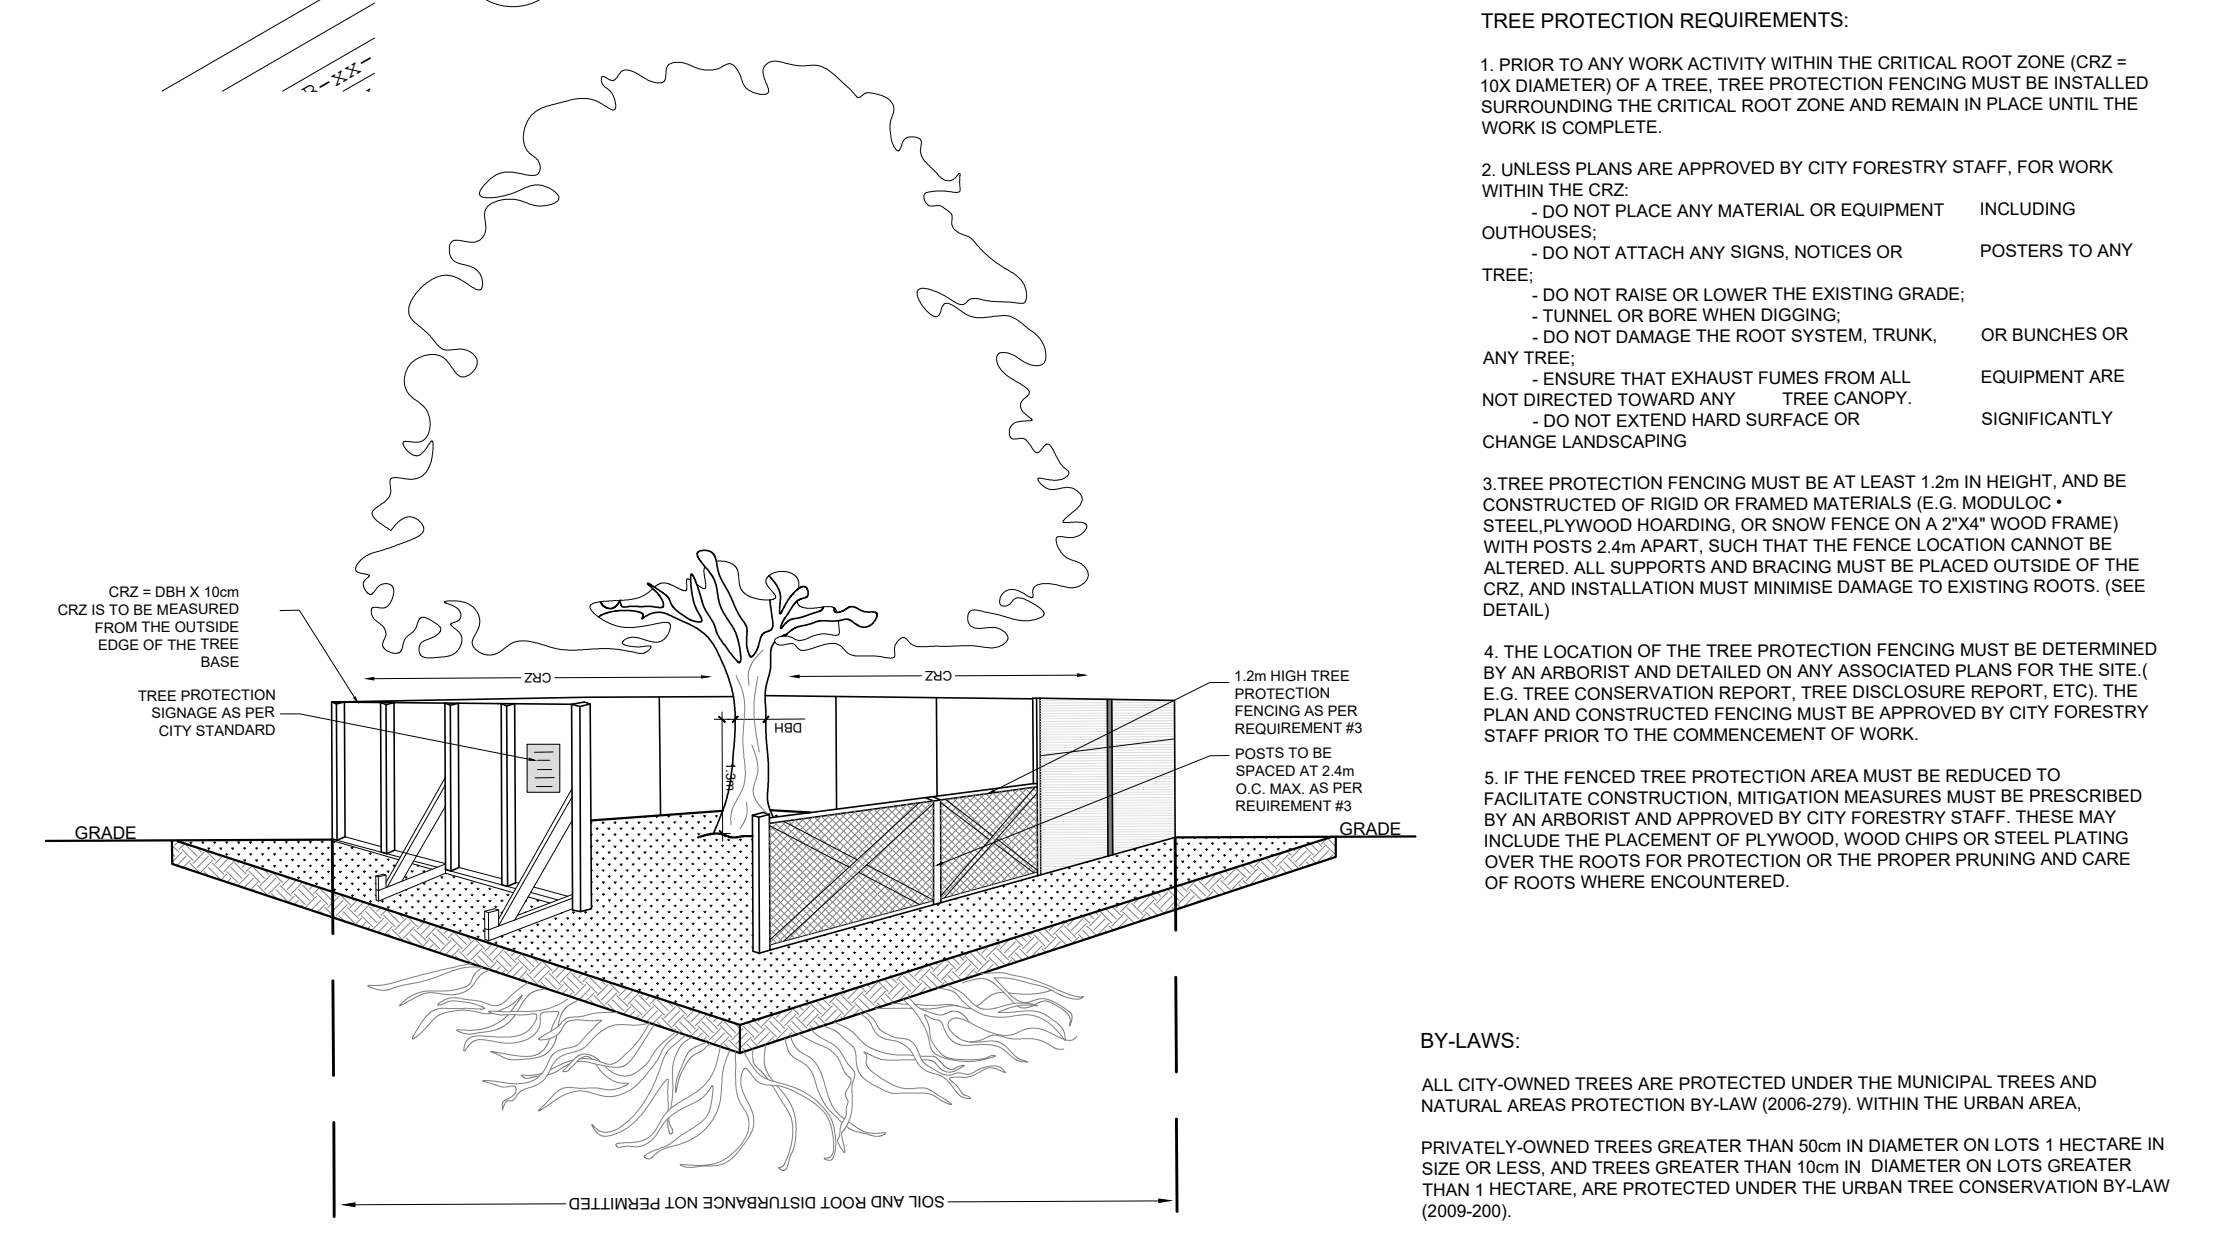 R-XX-
CRZ = DBH X 10cm
CRZ IS TO BE MEASURED
FROM THE OUTSIDE
EDGE OF THE TREE
BASE
TREE PROTECTION
SIGNAGE AS PER
CITY STANDARD
CRZ
CRZ
DBH
1.3m
1.2m HIGH TREE
PROTECTION
FENCING AS PER
REQUIREMENT #3
POSTS TO BE
SPACED AT 2.4m
O.C. MAX. AS PER
REUIREMENT #3
GRADE
GRADE
SOIL AND ROOT DISTURBANCE NOT PERMITTED
TREE PROTECTION REQUIREMENTS:
1. PRIOR TO ANY WORK ACTIVITY WITHIN THE CRITICAL ROOT ZONE (CRZ =
10X DIAMETER) OF A TREE, TREE PROTECTION FENCING MUST BE INSTALLED
SURROUNDING THE CRITICAL ROOT ZONE AND REMAIN IN PLACE UNTIL THE
WORK IS COMPLETE.
2. UNLESS PLANS ARE APPROVED BY CITY FORESTRY STAFF, FOR WORK
WITHIN THE CRZ:
- DO NOT PLACE ANY MATERIAL OR EQUIPMENT INCLUDING
OUTHOUSES;
- DO NOT ATTACH ANY SIGNS, NOTICES OR POSTERS TO ANY
TREE;
- DO NOT RAISE OR LOWER THE EXISTING GRADE;
- TUNNEL OR BORE WHEN DIGGING;
- DO NOT DAMAGE THE ROOT SYSTEM, TRUNK, OR BUNCHES OR
ANY TREE;
- ENSURE THAT EXHAUST FUMES FROM ALL EQUIPMENT ARE
NOT DIRECTED TOWARD ANY TREE CANOPY.
- DO NOT EXTEND HARD SURFACE OR SIGNIFICANTLY
CHANGE LANDSCAPING
3.TREE PROTECTION FENCING MUST BE AT LEAST 1.2m IN HEIGHT, AND BE
CONSTRUCTED OF RIGID OR FRAMED MATERIALS (E.G. MODULOC •
STEEL,PLYWOOD HOARDING, OR SNOW FENCE ON A 2"X4" WOOD FRAME)
WITH POSTS 2.4m APART, SUCH THAT THE FENCE LOCATION CANNOT BE
ALTERED. ALL SUPPORTS AND BRACING MUST BE PLACED OUTSIDE OF THE
CRZ, AND INSTALLATION MUST MINIMISE DAMAGE TO EXISTING ROOTS. (SEE
DETAIL)
4. THE LOCATION OF THE TREE PROTECTION FENCING MUST BE DETERMINED
BY AN ARBORIST AND DETAILED ON ANY ASSOCIATED PLANS FOR THE SITE.(
E.G. TREE CONSERVATION REPORT, TREE DISCLOSURE REPORT, ETC). THE
PLAN AND CONSTRUCTED FENCING MUST BE APPROVED BY CITY FORESTRY
STAFF PRIOR TO THE COMMENCEMENT OF WORK.
5. IF THE FENCED TREE PROTECTION AREA MUST BE REDUCED TO
FACILITATE CONSTRUCTION, MITIGATION MEASURES MUST BE PRESCRIBED
BY AN ARBORIST AND APPROVED BY CITY FORESTRY STAFF. THESE MAY
INCLUDE THE PLACEMENT OF PLYWOOD, WOOD CHIPS OR STEEL PLATING
OVER THE ROOTS FOR PROTECTION OR THE PROPER PRUNING AND CARE
OF ROOTS WHERE ENCOUNTERED.
BY-LAWS:
ALL CITY-OWNED TREES ARE PROTECTED UNDER THE MUNICIPAL TREES AND
NATURAL AREAS PROTECTION BY-LAW (2006-279). WITHIN THE URBAN AREA,
PRIVATELY-OWNED TREES GREATER THAN 50cm IN DIAMETER ON LOTS 1 HECTARE IN
SIZE OR LESS, AND TREES GREATER THAN 10cm IN DIAMETER ON LOTS GREATER
THAN 1 HECTARE, ARE PROTECTED UNDER THE URBAN TREE CONSERVATION BY-LAW
(2009-200).